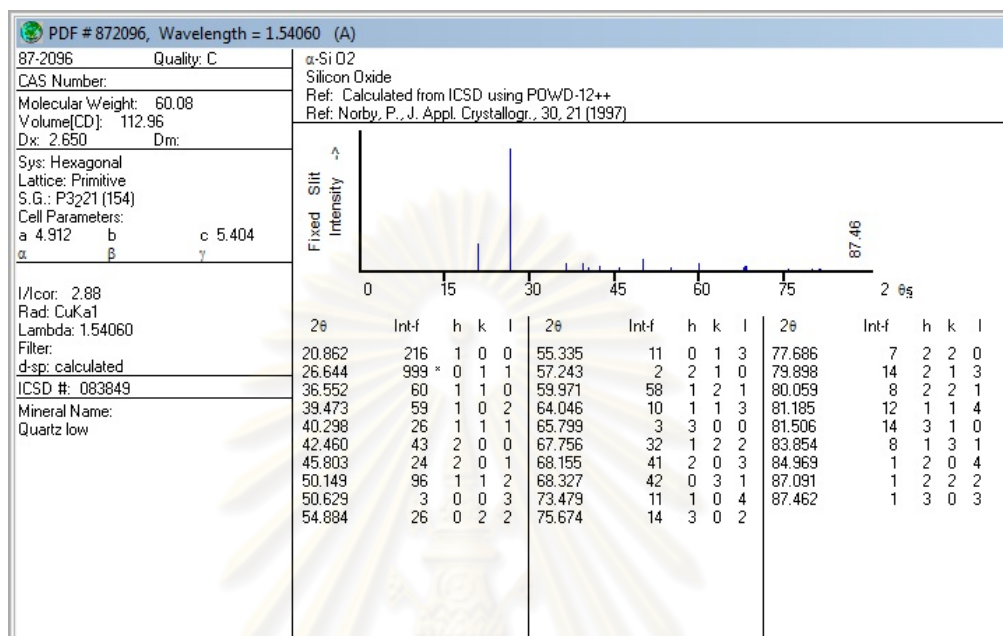 PDF # 872096, Wavelength = 1.54060 (A)
87-2096 Quality: C
CAS Number:
Molecular Weight: 60.08
Volume[CD]: 112.96
Dx: 2.650 Dm:
Sys: Hexagonal
Lattice: Primitive
S.G.: P3221 (154)
Cell Parameters:
a 4.912 b c 5.404
α β γ
I/Icor: 2.88
Rad: CuKa1
Lambda: 1.54060
Filter:
d-sp: calculated
ICSD #: 083849
Mineral Name:
Quartz low
α-Si O2
Silicon Oxide
Ref: Calculated from ICSD using POWD-12++
Ref: Norby, P., J. Appl. Crystallogr., 30, 21 (1997)
Fixed Slit
Intensity ->
87.46
0 15 30 45 60 75 2 θs
2θ Int-f h k l
20.862 216 1 0 0
26.644 999 * 0 1 1
36.552 60 1 1 0
39.473 59 1 0 2
40.298 26 1 1 1
42.460 43 2 0 0
45.803 24 2 0 1
50.149 96 1 1 2
50.629 3 0 0 3
54.884 26 0 2 2
2θ Int-f h k l
55.335 11 0 1 3
57.243 2 2 1 0
59.971 58 1 2 1
64.046 10 1 1 3
65.799 3 3 0 0
67.756 32 1 2 2
68.155 41 2 0 3
68.327 42 0 3 1
73.479 11 1 0 4
75.674 14 3 0 2
2θ Int-f h k l
77.686 7 2 2 0
79.898 14 2 1 3
80.059 8 2 2 1
81.185 12 1 1 4
81.506 14 3 1 0
83.854 8 1 3 1
84.969 1 2 0 4
87.091 1 2 2 2
87.462 1 3 0 3